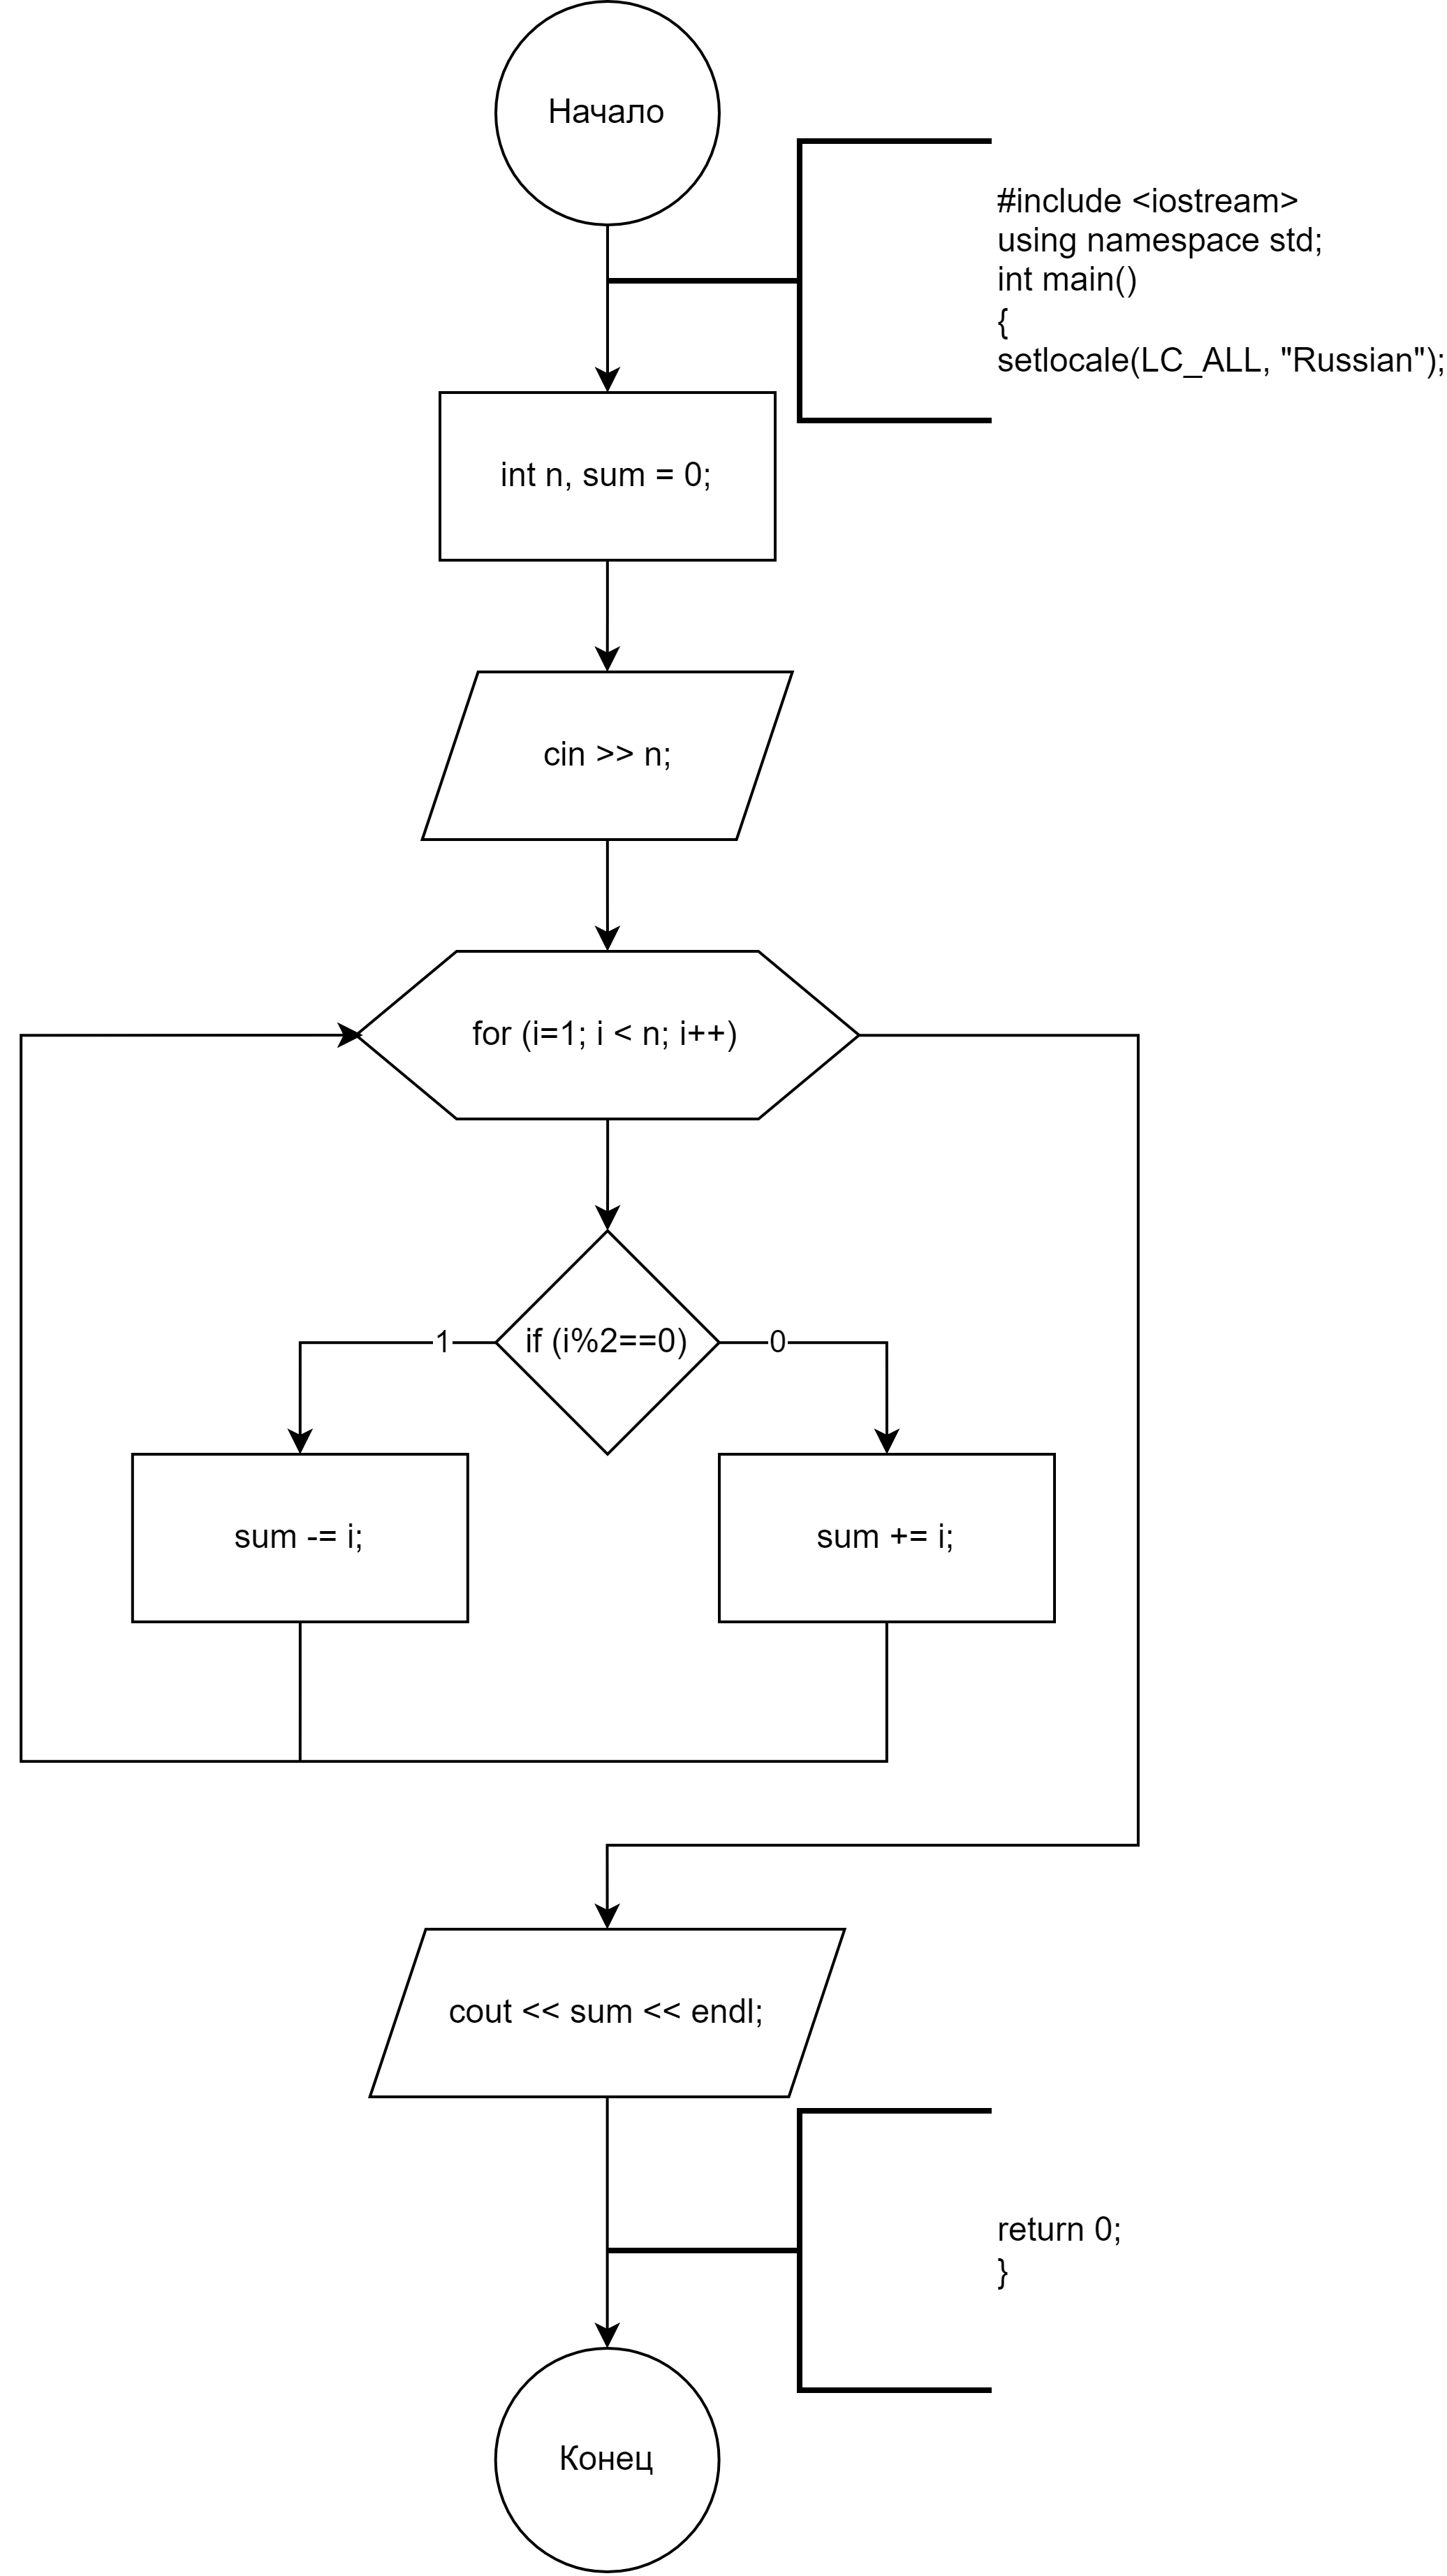 Начало
#include <iostream>
using namespace std;
int main()
{
setlocale(LC_ALL, "Russian");
int n, sum = 0;
cin >> n;
for (i=1; i < n; i++)
1
if (i%2==0)
0
sum -= i;
sum += i;
cout << sum << endl;
return 0;
}
Конец